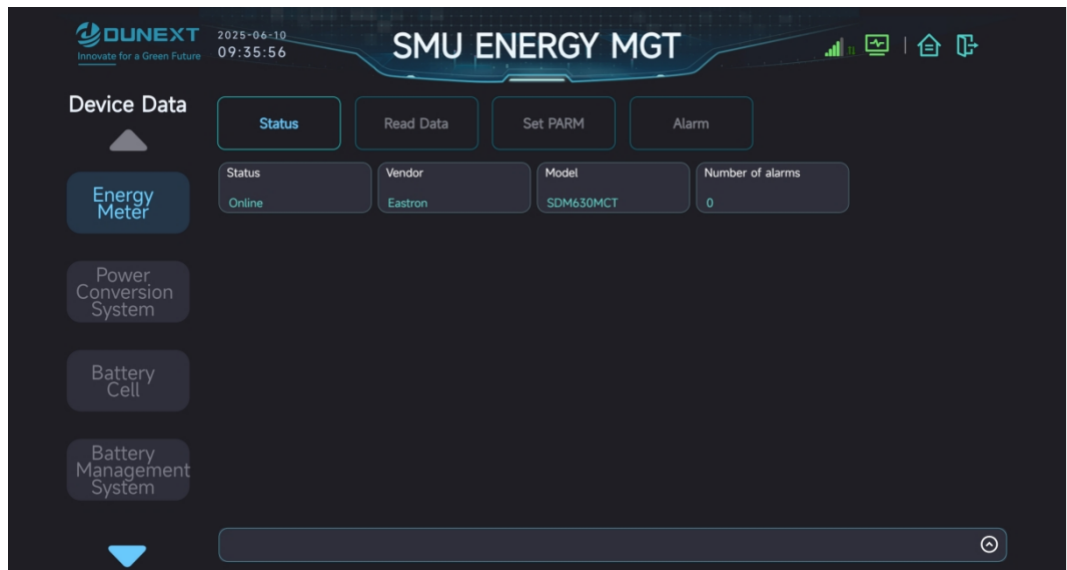 DUNEXT
Innovate for a Green Future
2025-06-10
09:35:56
SMU ENERGY MGT
Device Data
Status
Read Data
Set PARM
Alarm
Status
Online
Vendor
Eastron
Model
SDM630MCT
Number of alarms
0
Energy
Meter
Power
Conversion
System
Battery
Cell
Battery
Management
System